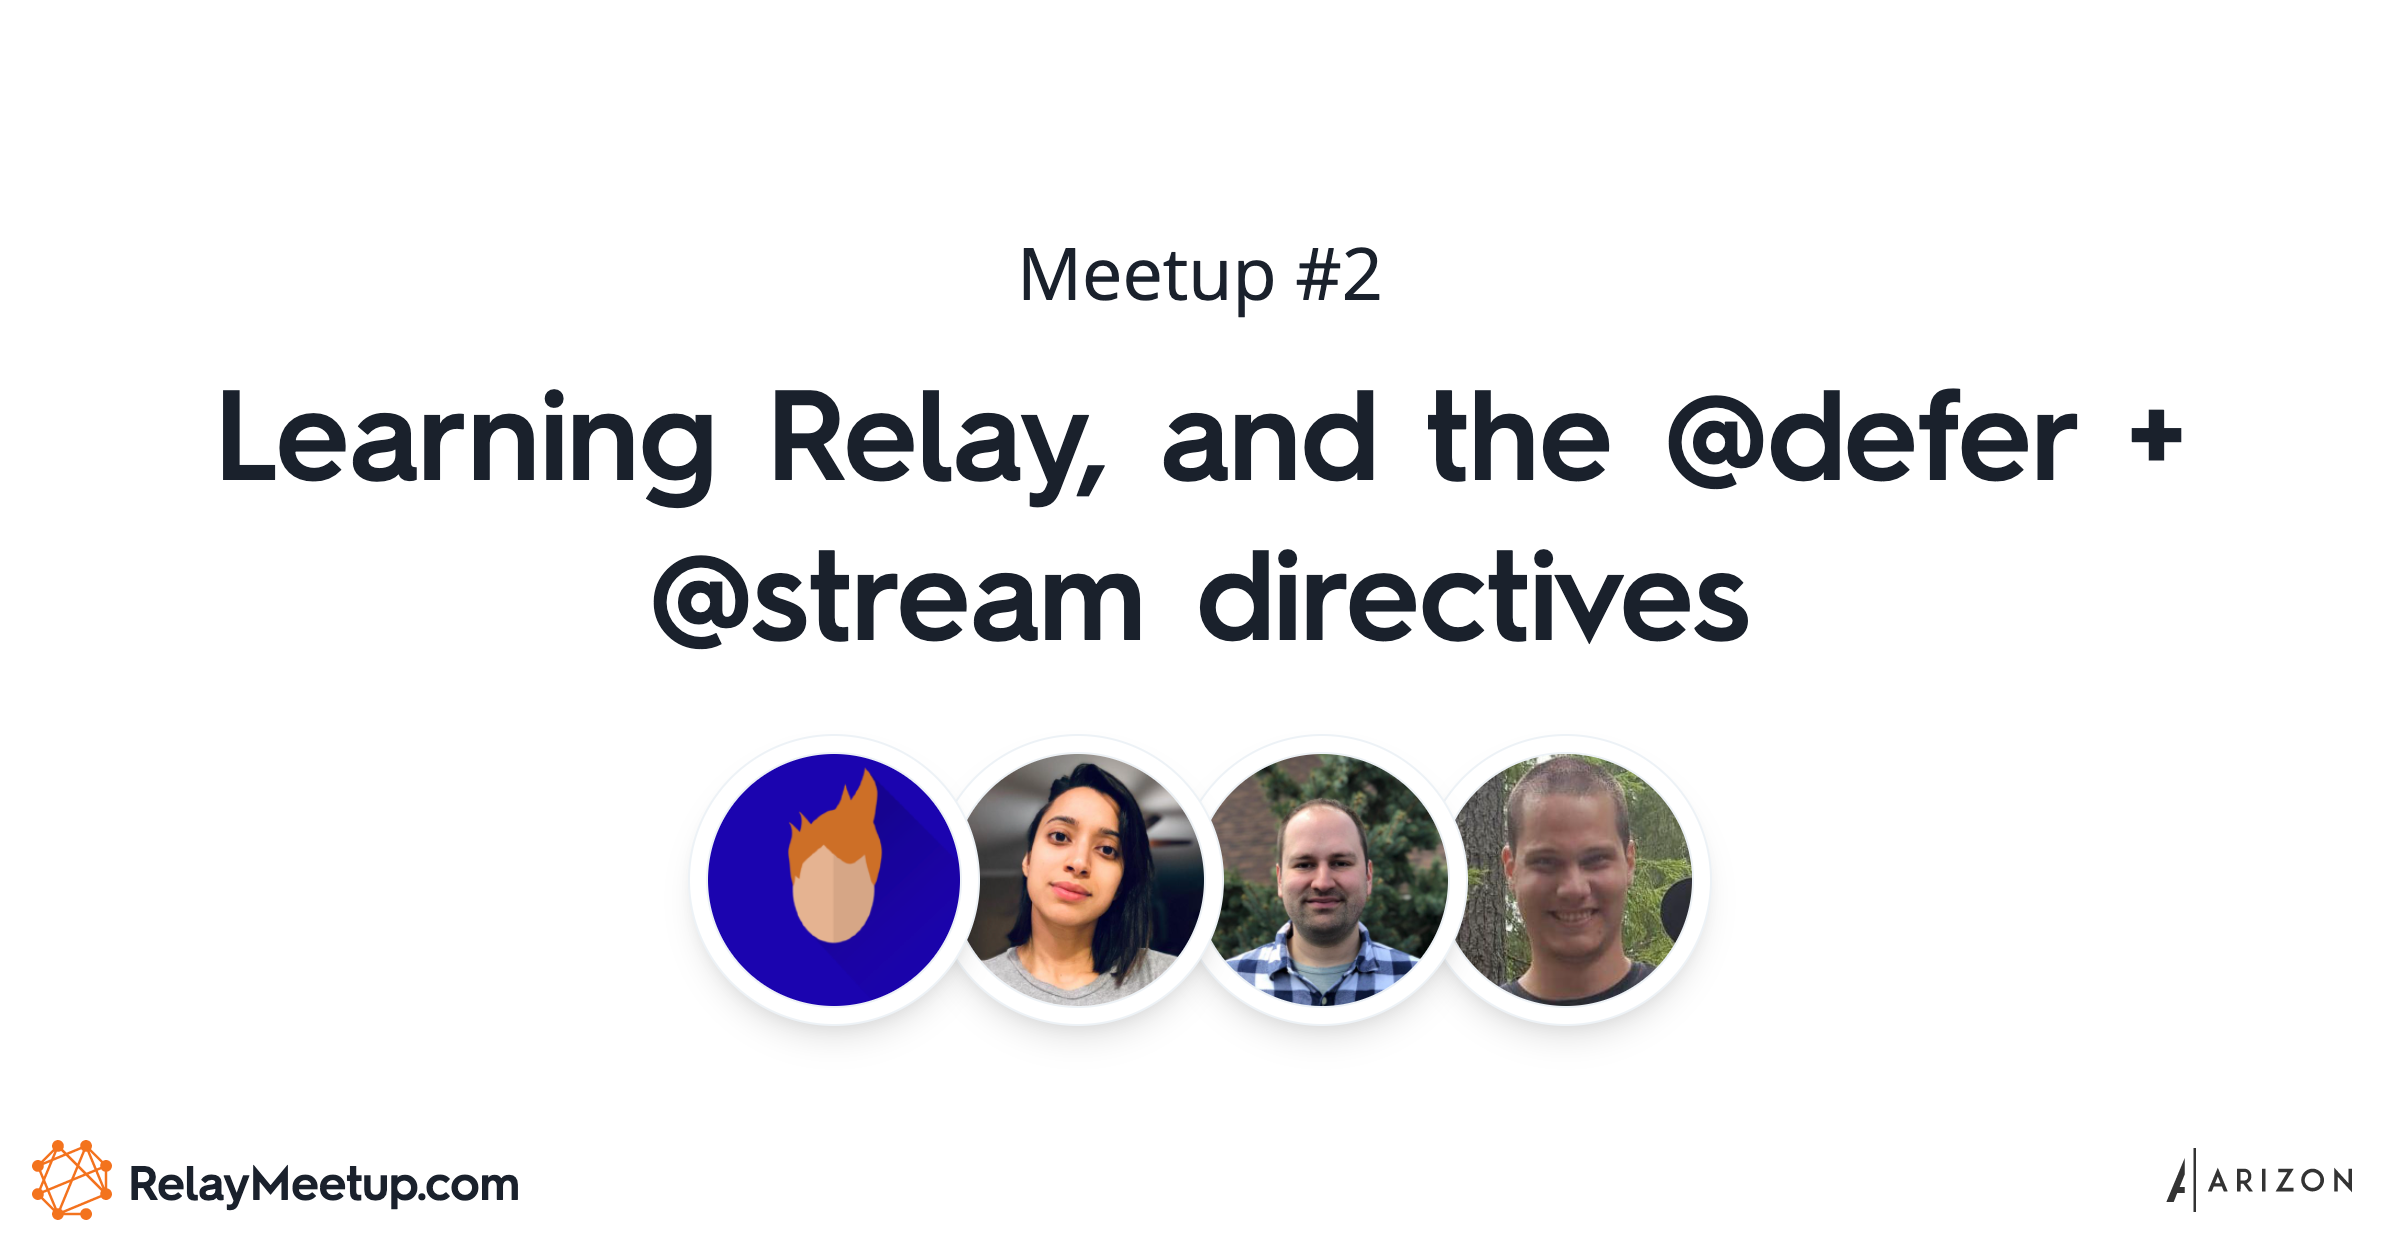 Meetup #2
Learning Relay, and the @defer +
@stream directives
RelayMeetup.com
ARIZON